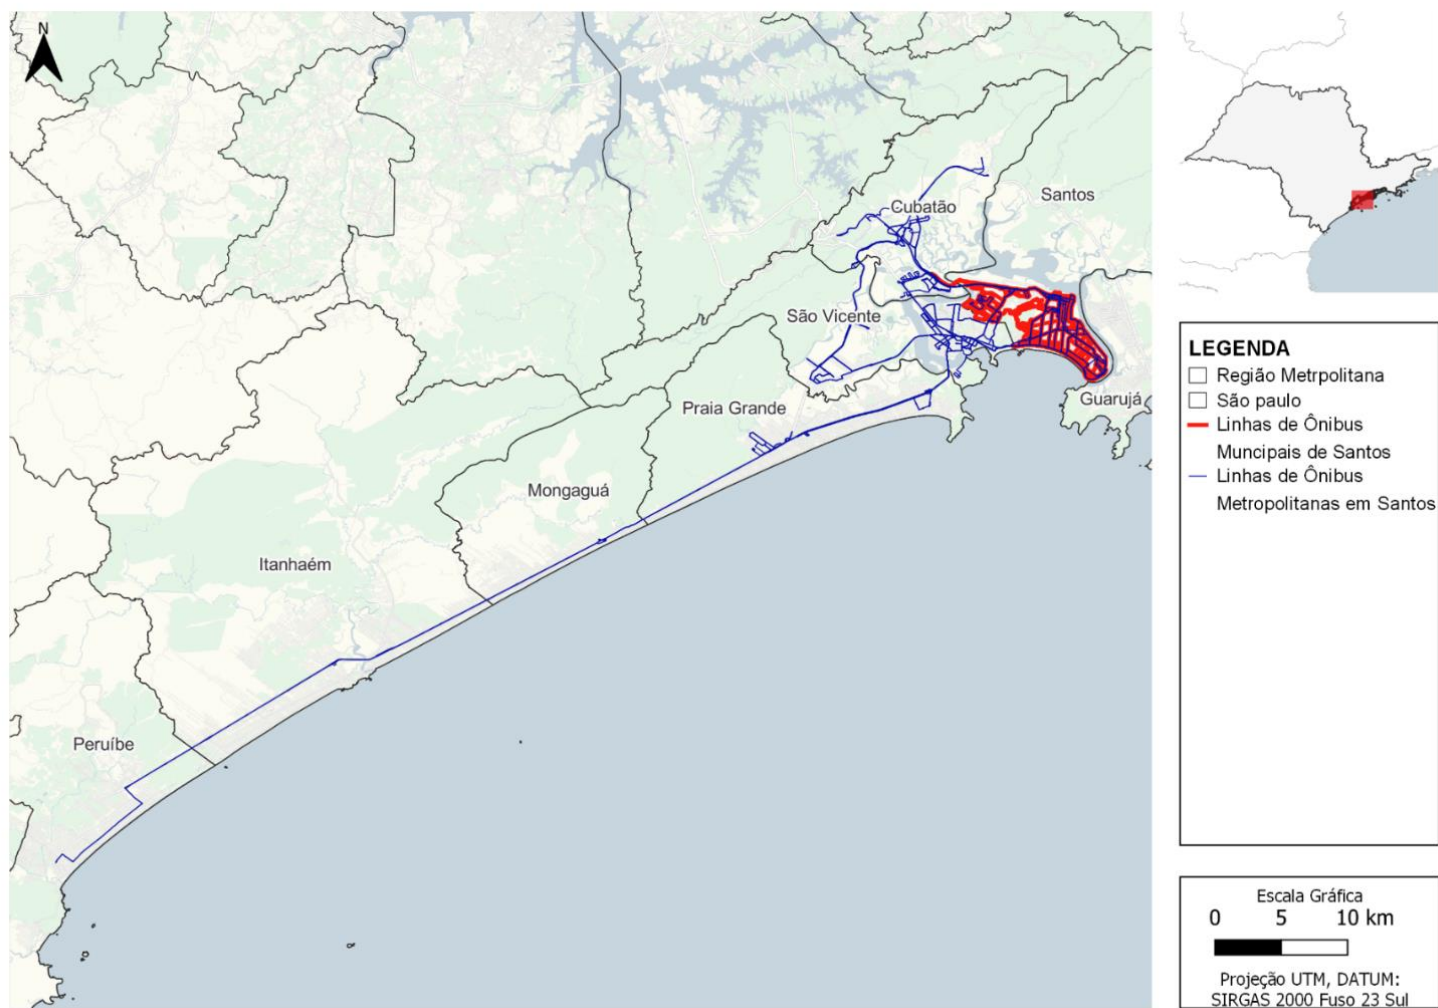 N
Cubatão
Santos
São Vicente
Guarujá
Praia Grande
Mongaguá
Itanhaém
Peruíbe
LEGENDA
Região Metrpolitana
São paulo
Linhas de Ônibus
Muncipais de Santos
Linhas de Ônibus
Metropolitanas em Santos
Escala Gráfica
0 5 10 km
Projeção UTM, DATUM:
SIRGAS 2000 Fuso 23 Sul